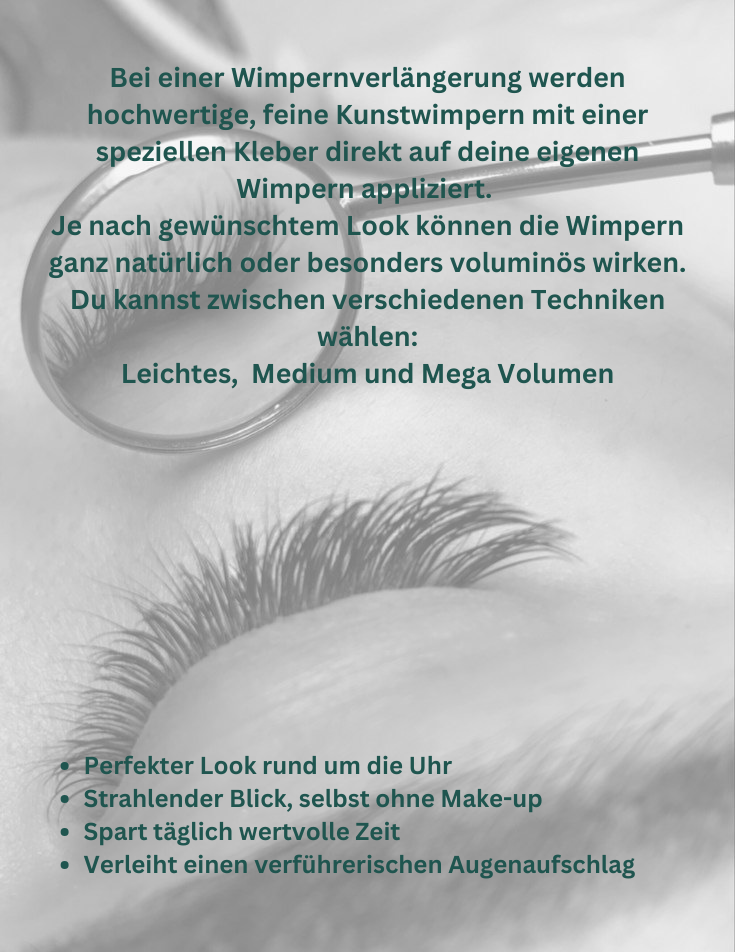 Bei einer Wimpernverlängerung werden
hochwertige, feine Kunstwimpern mit einer
speziellen Kleber direkt auf deine eigenen
Wimpern appliziert.
Je nach gewünschtem Look können die Wimpern
ganz natürlich oder besonders voluminös wirken.
Du kannst zwischen verschiedenen Techniken
wählen:
Leichtes,  Medium und Mega Volumen
• Perfekter Look rund um die Uhr
• Strahlender Blick, selbst ohne Make-up
• Spart täglich wertvolle Zeit
• Verleiht einen verführerischen Augenaufschlag